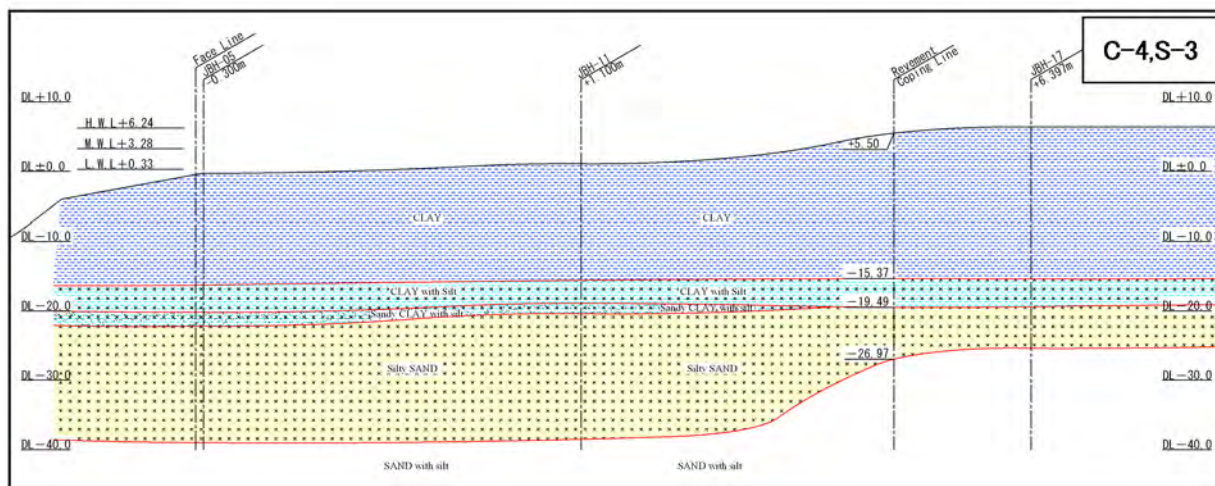 C-4,S-3
Face Line
JBH-05
-0.300m
JBH-11
+1.100m
Revement
Coping Line
JBH-17
+6.397m
DL+10.0
DL+10.0
H.W.L+6.24
M.W.L+3.28
L.W.L+0.33
+5.50
DL±0.0
DL±0.0
CLAY
CLAY
DL-10.0
DL-10.0
-15.37
CLAY with Silt
CLAY with Silt
-19.49
DL-20.0
Sandy CLAY with silt
Sandy CLAY with silt
DL-20.0
-26.97
Silty SAND
Silty SAND
DL-30.0
DL-30.0
DL-40.0
DL-40.0
SAND with silt
SAND with silt